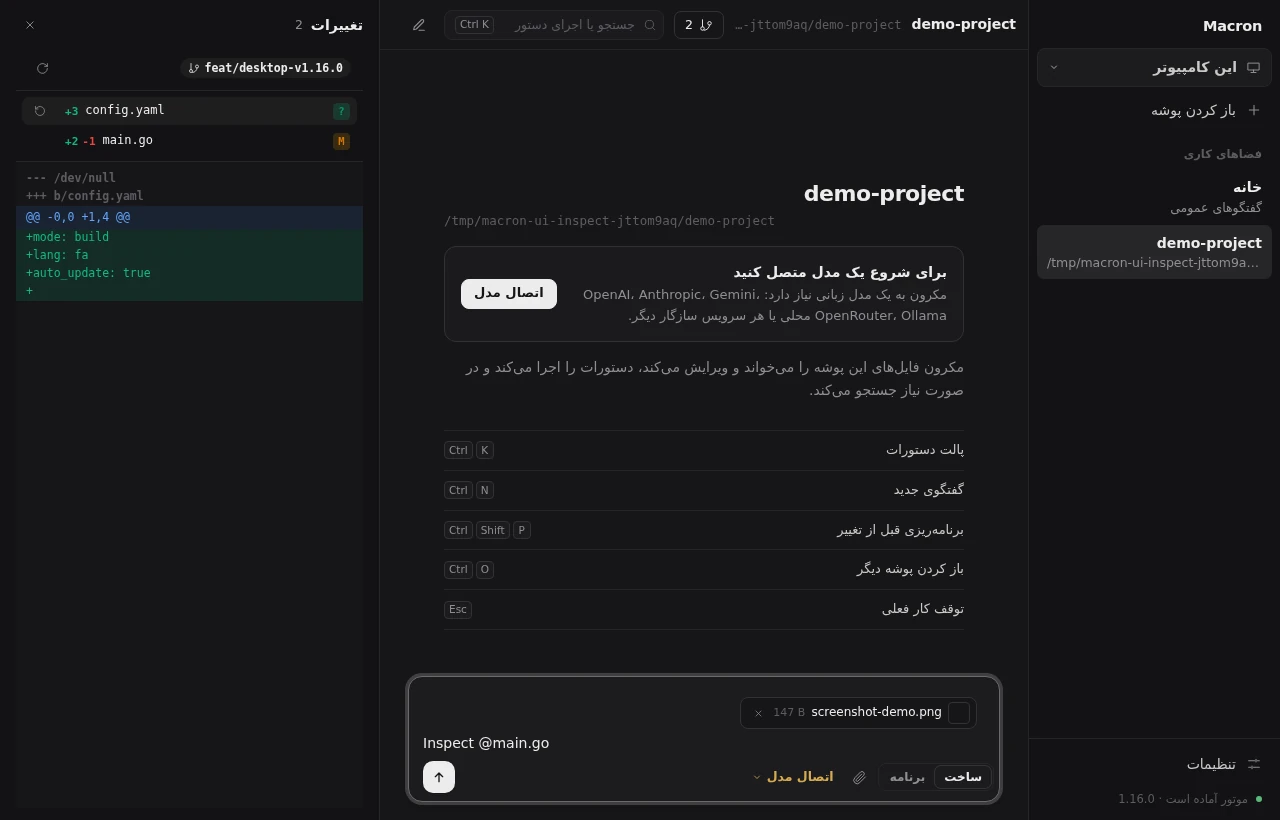 Macron
این کامپیوتر
باز کردن پوشه
فضاهای کاری
خانه
گفتگوهای عمومی
demo-project
/tmp/macron-ui-inspect-jttom9a…
تنظیمات
موتور آماده است · 1.16.0
demo-project
…-jttom9aq/demo-project
2
جستجو یا اجرای دستور
Ctrl K
demo-project
/tmp/macron-ui-inspect-jttom9aq/demo-project
برای شروع یک مدل متصل کنید
مکرون به یک مدل زبانی نیاز دارد: OpenAI، Anthropic، Gemini،
OpenRouter، Ollama محلی یا هر سرویس سازگار دیگر.
اتصال مدل
مکرون فایل‌های این پوشه را می‌خواند و ویرایش می‌کند، دستورات را اجرا می‌کند و در
صورت نیاز جستجو می‌کند.
پالت دستورات
Ctrl K
گفتگوی جدید
Ctrl N
برنامه‌ریزی قبل از تغییر
Ctrl Shift P
باز کردن پوشه دیگر
Ctrl O
توقف کار فعلی
Esc
screenshot-demo.png 147 B ×
Inspect @main.go
ساخت
برنامه
اتصال مدل
تغییرات 2
feat/desktop-v1.16.0
+3 config.yaml ?
+2 -1 main.go M
--- /dev/null
+++ b/config.yaml
@@ -0,0 +1,4 @@
+mode: build
+lang: fa
+auto_update: true
+